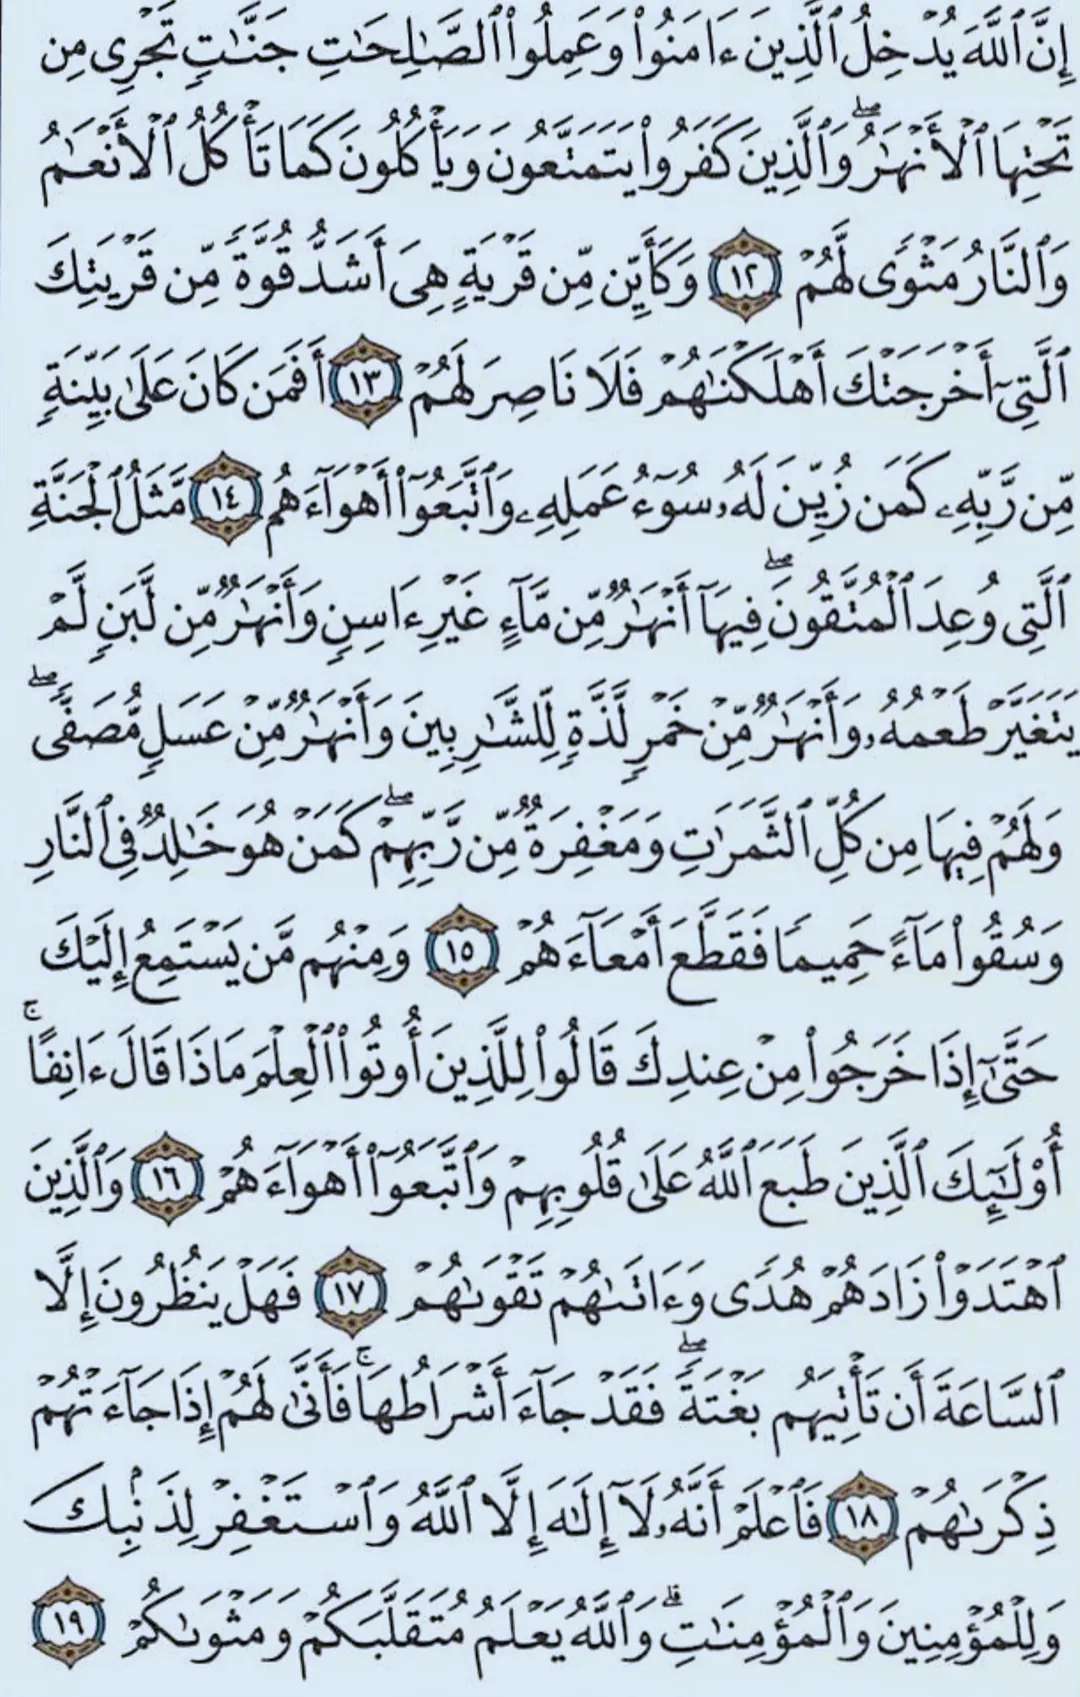 إِنَّ ٱللَّهَ يُدۡخِلُ ٱلَّذِينَ ءَامَنُواْ وَعَمِلُواْ ٱلصَّٰلِحَٰتِ جَنَّٰتٖ تَجۡرِي مِن
تَحۡتِهَا ٱلۡأَنۡهَٰرُۖ وَٱلَّذِينَ كَفَرُواْ يَتَمَتَّعُونَ وَيَأۡكُلُونَ كَمَا تَأۡكُلُ ٱلۡأَنۡعَٰمُ
وَٱلنَّارُ مَثۡوٗى لَّهُمۡ ١٢ وَكَأَيِّن مِّن قَرۡيَةٍ هِيَ أَشَدُّ قُوَّةٗ مِّن قَرۡيَتِكَ
ٱلَّتِيٓ أَخۡرَجَتۡكَ أَهۡلَكۡنَٰهُمۡ فَلَا نَاصِرَ لَهُمۡ ١٣ أَفَمَن كَانَ عَلَىٰ بَيِّنَةٖ
مِّن رَّبِّهِۦ كَمَن زُيِّنَ لَهُۥ سُوٓءُ عَمَلِهِۦ وَٱتَّبَعُوٓاْ أَهۡوَآءَهُم ١٤ مَّثَلُ ٱلۡجَنَّةِ
ٱلَّتِي وُعِدَ ٱلۡمُتَّقُونَۖ فِيهَآ أَنۡهَٰرٞ مِّن مَّآءٍ غَيۡرِ ءَاسِنٖ وَأَنۡهَٰرٞ مِّن لَّبَنٖ لَّمۡ
يَتَغَيَّرۡ طَعۡمُهُۥ وَأَنۡهَٰرٞ مِّنۡ خَمۡرٖ لَّذَّةٖ لِّلشَّٰرِبِينَ وَأَنۡهَٰرٞ مِّنۡ عَسَلٖ مُّصَفّٗىۖ
وَلَهُمۡ فِيهَا مِن كُلِّ ٱلثَّمَرَٰتِ وَمَغۡفِرَةٞ مِّن رَّبِّهِمۡۖ كَمَنۡ هُوَ خَٰلِدٞ فِي ٱلنَّارِ
وَسُقُواْ مَآءً حَمِيمٗا فَقَطَّعَ أَمۡعَآءَهُمۡ ١٥ وَمِنۡهُم مَّن يَسۡتَمِعُ إِلَيۡكَ
حَتَّىٰٓ إِذَا خَرَجُواْ مِنۡ عِندِكَ قَالُواْ لِلَّذِينَ أُوتُواْ ٱلۡعِلۡمَ مَاذَا قَالَ ءَانِفًاۚ
أُوْلَٰٓئِكَ ٱلَّذِينَ طَبَعَ ٱللَّهُ عَلَىٰ قُلُوبِهِمۡ وَٱتَّبَعُوٓاْ أَهۡوَآءَهُمۡ ١٦ وَٱلَّذِينَ
ٱهۡتَدَوۡاْ زَادَهُمۡ هُدٗى وَءَاتَىٰهُمۡ تَقۡوَىٰهُمۡ ١٧ فَهَلۡ يَنظُرُونَ إِلَّا
ٱلسَّاعَةَ أَن تَأۡتِيَهُم بَغۡتَةٗۖ فَقَدۡ جَآءَ أَشۡرَاطُهَاۚ فَأَنَّىٰ لَهُمۡ إِذَا جَآءَتۡهُمۡ
ذِكۡرَىٰهُمۡ ١٨ فَٱعۡلَمۡ أَنَّهُۥ لَآ إِلَٰهَ إِلَّا ٱللَّهُ وَٱسۡتَغۡفِرۡ لِذَنۢبِكَ
وَلِلۡمُؤۡمِنِينَ وَٱلۡمُؤۡمِنَٰتِۗ وَٱللَّهُ يَعۡلَمُ مُتَقَلَّبَكُمۡ وَمَثۡوَىٰكُمۡ ١٩